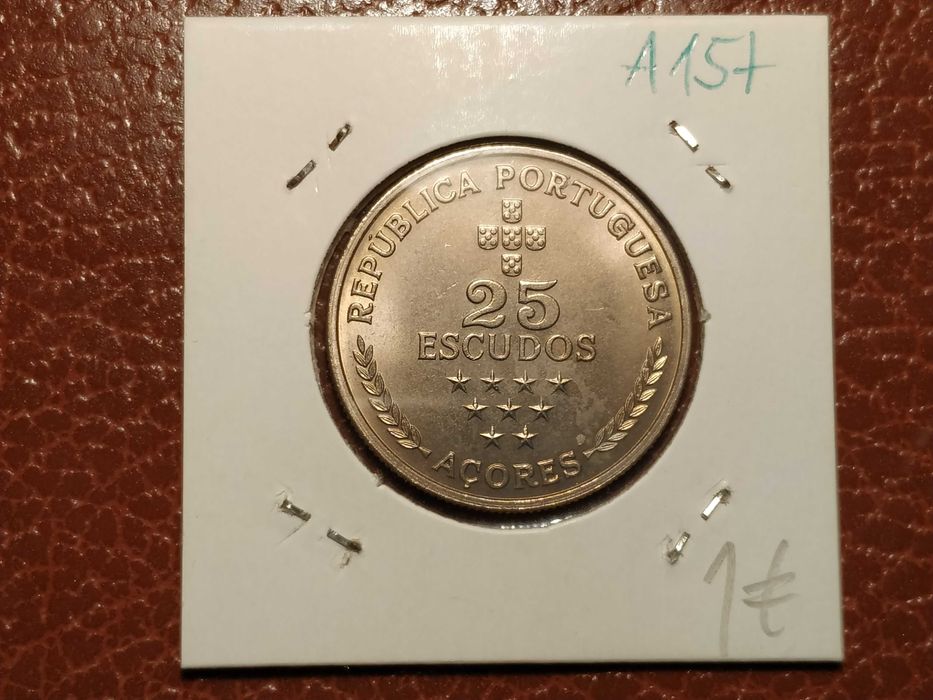 A157
REPÚBLICA PORTUGUESA
25
ESCUDOS
AÇORES
1€